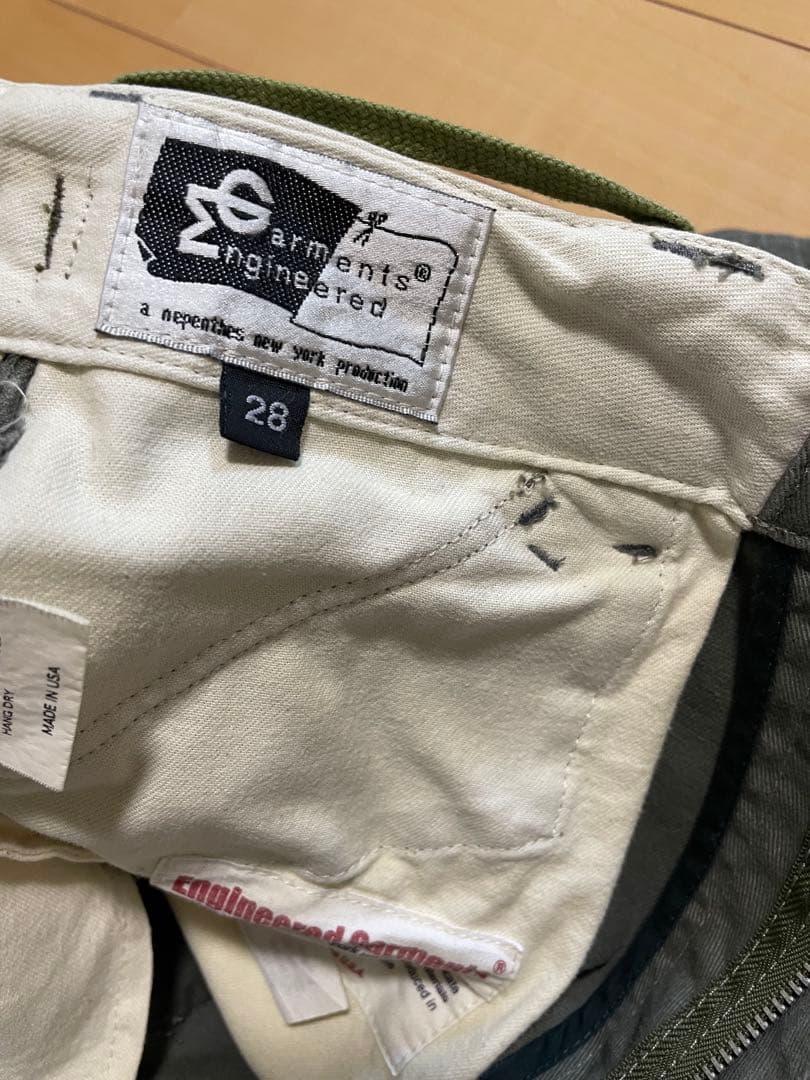 Garments®
Engineered
a nepenthes new york production
28
HANG DRY
MADE IN USA
Engineered Garments®